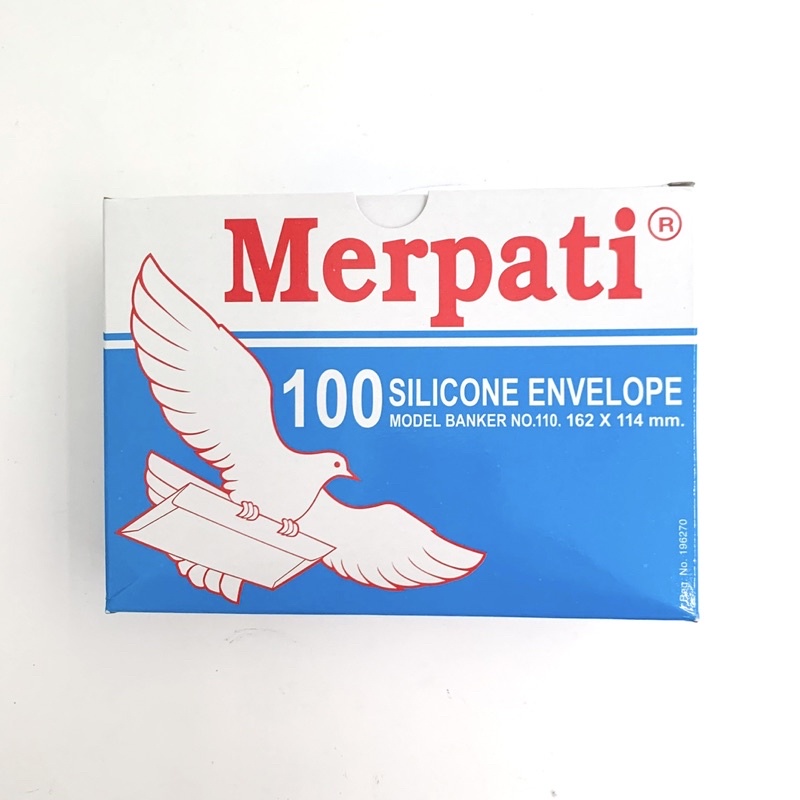 Merpati®
100 SILICONE ENVELOPE
MODEL BANKER NO.110. 162 X 114 mm.
Reg. No. 196270